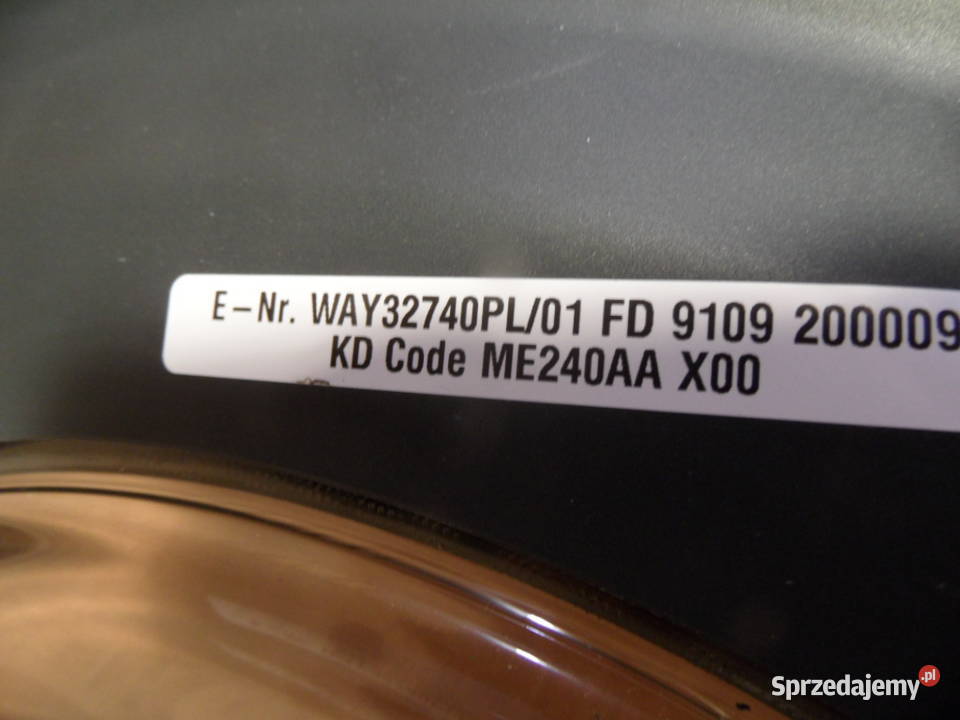 E-Nr. WAY32740PL/01 FD 9109 200009
KD Code ME240AA X00
Sprzedajemy.pl